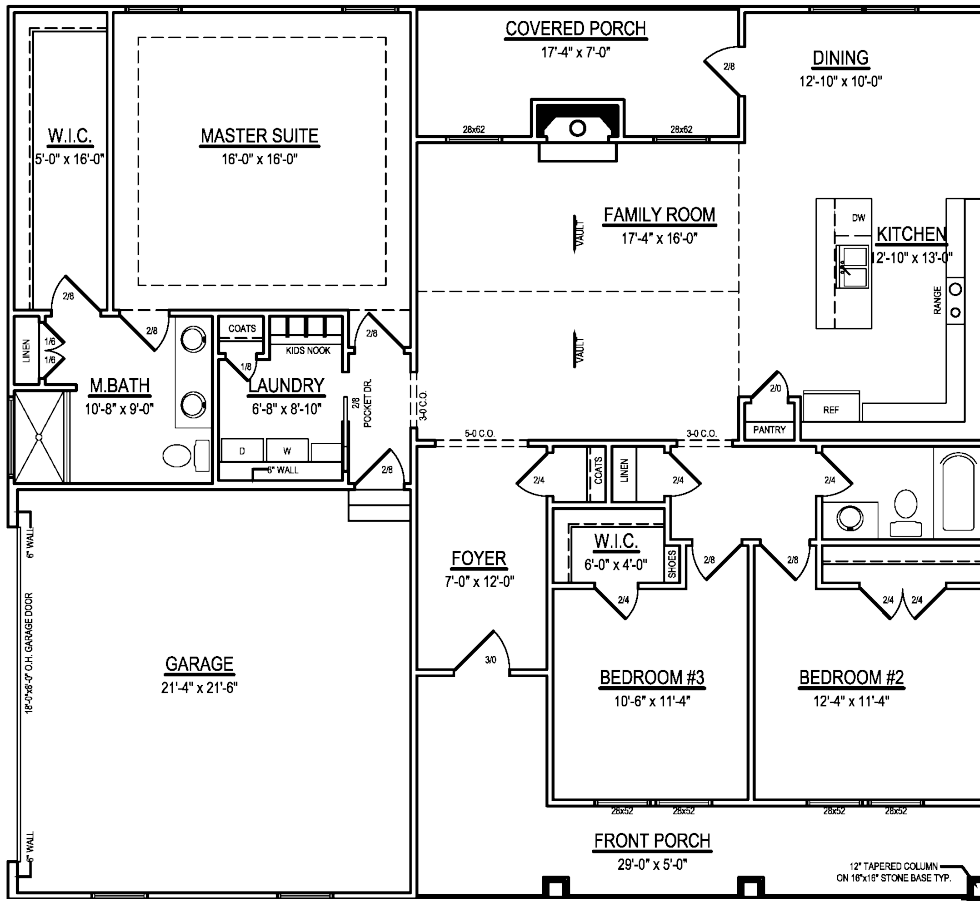 COVERED PORCH
17'-4" x 7'-0"
2/8
DINING
12'-10" x 10'-0"
W.I.C.
5'-0" x 16'-0"
MASTER SUITE
16'-0" x 16'-0"
28x62
28x62
FAMILY ROOM
17'-4" x 16'-0"
VAULT
VAULT
DW
KITCHEN
12'-10" x 13'-0"
RANGE
2/8
2/8
COATS
KIDS NOOK
2/8
LINEN
1/6
1/6
M.BATH
10'-8" x 9'-0"
1/8
LAUNDRY
6'-8" x 8'-10"
2/8
POCKET DR.
3-0 C.O.
2/0
REF
PANTRY
D
W
6" WALL
2/8
5-0 C.O.
3-0 C.O.
2/4
COATS
LINEN
2/4
2/4
6" WALL
W.I.C.
6'-0" x 4'-0"
SHOES
FOYER
7'-0" x 12'-0"
2/8
2/8
2/4
2/4
2/4
18'-0"x8'-0" O.H. GARAGE DOOR
GARAGE
21'-4" x 21'-6"
3/0
BEDROOM #3
10'-6" x 11'-4"
BEDROOM #2
12'-4" x 11'-4"
28x52
28x52
28x52
28x52
6" WALL
FRONT PORCH
29'-0" x 5'-0"
12" TAPERED COLUMN
ON 16"x16" STONE BASE TYP.